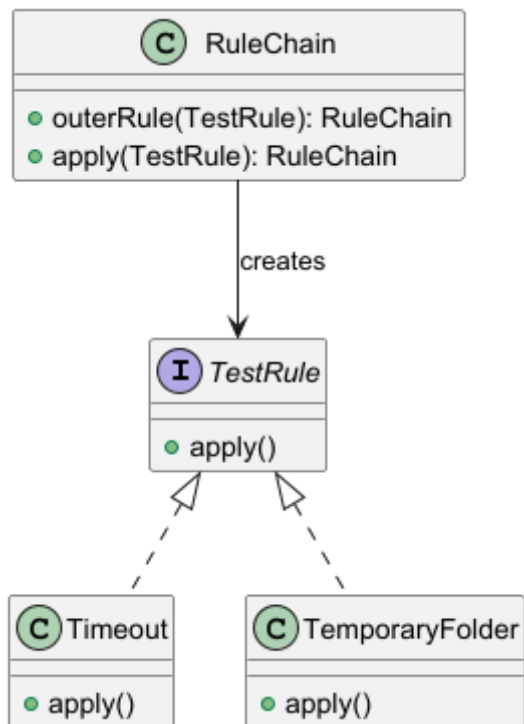 C RuleChain
outerRule(TestRule): RuleChain
apply(TestRule): RuleChain
creates
I TestRule
apply()
C Timeout
apply()
C TemporaryFolder
apply()